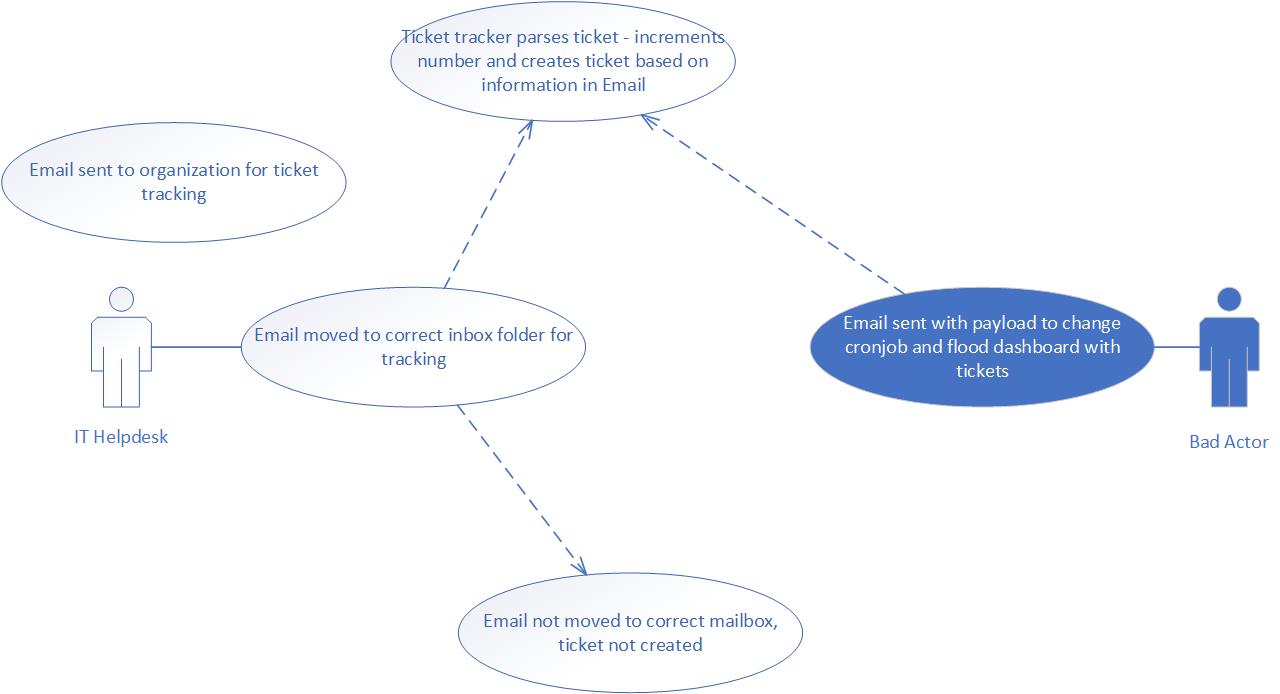 Ticket tracker parses ticket - increments
number and creates ticket based on
information in Email
Email sent to organization for ticket
tracking
Email moved to correct inbox folder for
tracking
IT Helpdesk
Email sent with payload to change
cronjob and flood dashboard with
tickets
Bad Actor
Email not moved to correct mailbox,
ticket not created